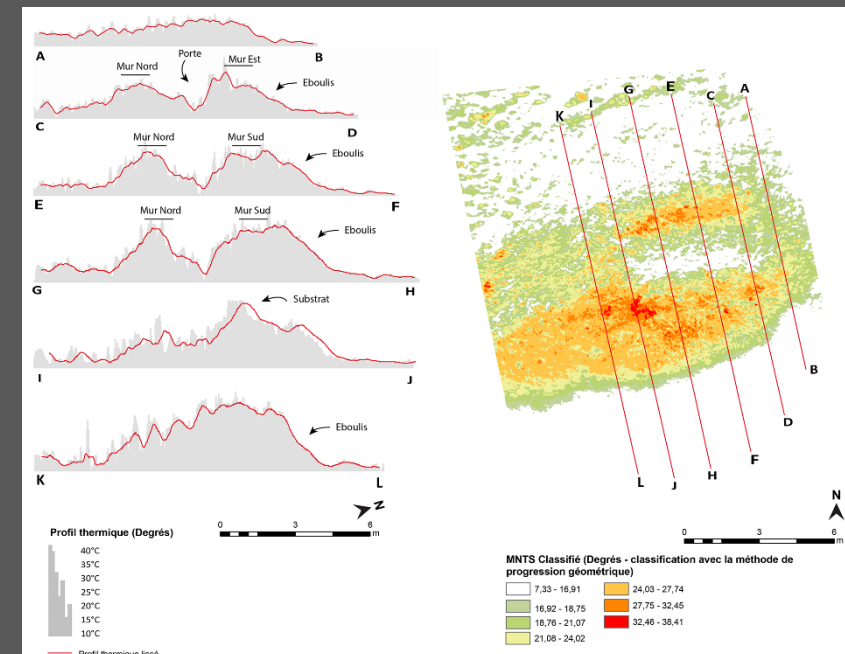 A
B
Mur Nord
Porte
Mur Est
Eboulis
C
D
Mur Nord
Mur Sud
Eboulis
E
F
Mur Nord
Mur Sud
Eboulis
G
H
Substrat
I
J
Eboulis
K
L
N
Profil thermique (Degrés)
0 3 6
m
40°C
35°C
30°C
25°C
20°C
15°C
10°C
Profil thermique lissé
K
I
G
E
C
A
B
D
F
H
J
L
N
0 3 6
m
MNTS Classifié (Degrés - classification avec la méthode de
progression géométrique)
7,33 - 16,91
16,92 - 18,75
18,76 - 21,07
21,08 - 24,02
24,03 - 27,74
27,75 - 32,45
32,46 - 38,41